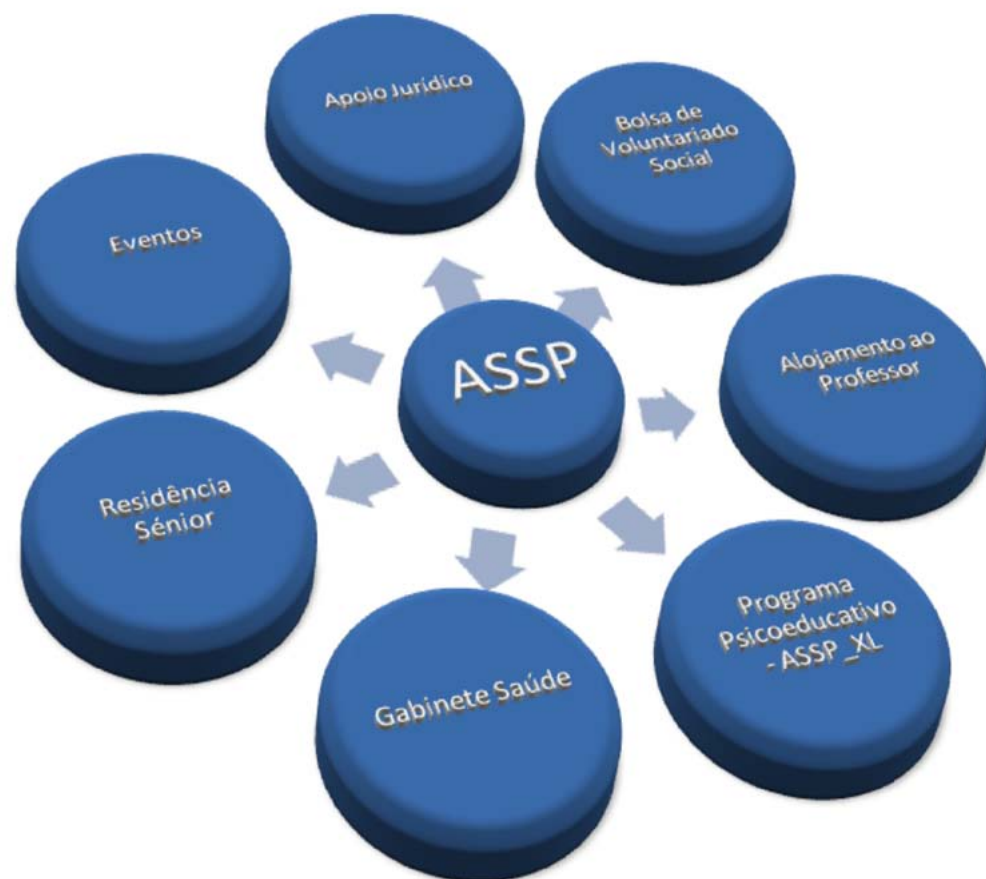 Apoio Jurídico
Bolsa de
Voluntariado
Social
Eventos
ASSP
Alojamento ao
Professor
Residência
Sénior
Programa
Psicoeducativo
- ASSP_XL
Gabinete Saúde